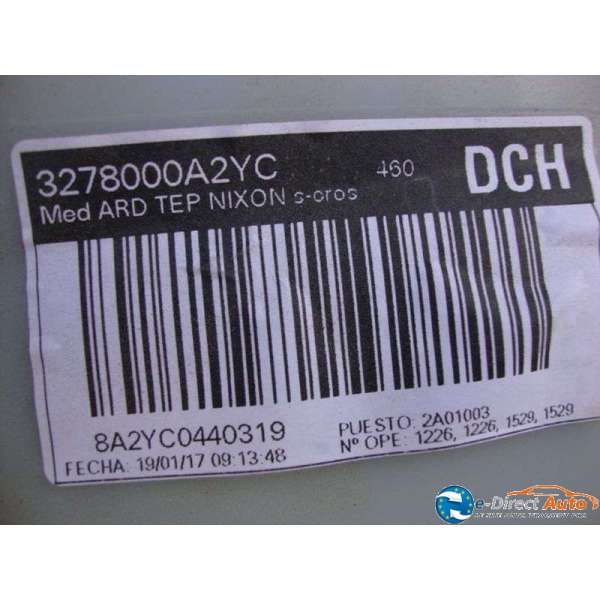 3278000A2YC 460 DCH
Med ARD TEP NIXON s-cros
8A2YC0440319
PUESTO: 2A01003
FECHA: 19/01/17 09:13:48
Nº OPE: 1226, 1226, 1529, 1529
e-Direct Auto